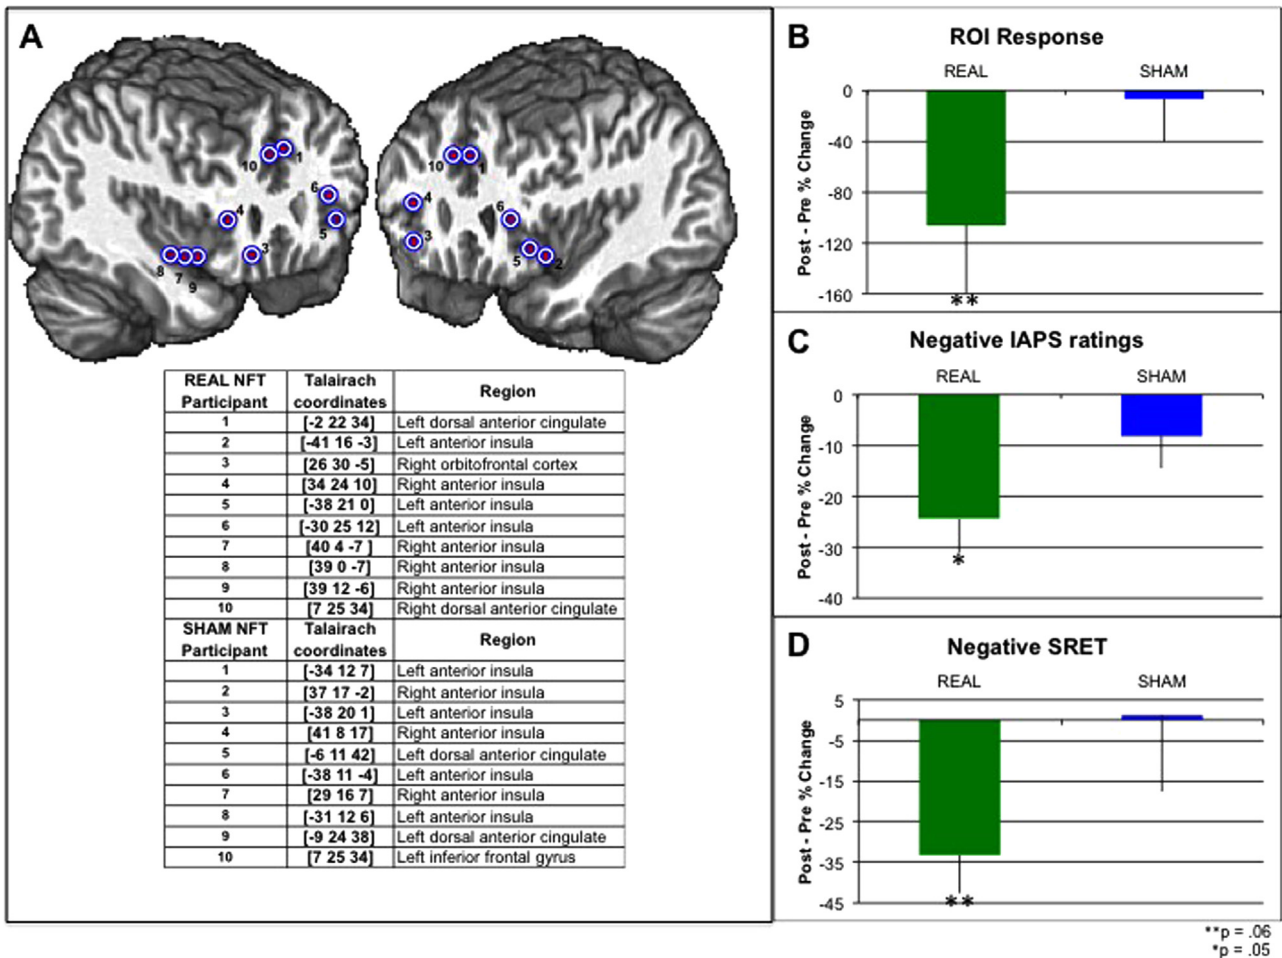 A
10
1
6
4
5
3
8
7
9
10
1
4
6
3
5
2
REAL NFT Participant Talairach coordinates Region
1 [-2 22 34] Left dorsal anterior cingulate
2 [-41 16 -3] Left anterior insula
3 [26 30 -5] Right orbitofrontal cortex
4 [34 24 10] Right anterior insula
5 [-38 21 0] Left anterior insula
6 [-30 25 12] Left anterior insula
7 [40 4 -7 ] Right anterior insula
8 [39 0 -7] Right anterior insula
9 [39 12 -6] Right anterior insula
10 [7 25 34] Right dorsal anterior cingulate
SHAM NFT Participant Talairach coordinates Region
1 [-34 12 7] Left anterior insula
2 [37 17 -2] Right anterior insula
3 [-38 20 1] Left anterior insula
4 [41 8 17] Right anterior insula
5 [-6 11 42] Left dorsal anterior cingulate
6 [-38 11 -4] Left anterior insula
7 [29 16 7] Right anterior insula
8 [-31 12 6] Left anterior insula
9 [-9 24 38] Left dorsal anterior cingulate
10 [7 25 34] Left inferior frontal gyrus
B
ROI Response
REAL SHAM
Post - Pre % Change
0
-40
-80
-120
-160
**
C
Negative IAPS ratings
REAL SHAM
Post - Pre % Change
0
-10
-20
-30
-40
*
D
Negative SRET
REAL SHAM
Post - Pre % Change
5
-5
-15
-25
-35
-45
**
**p = .06
*p = .05